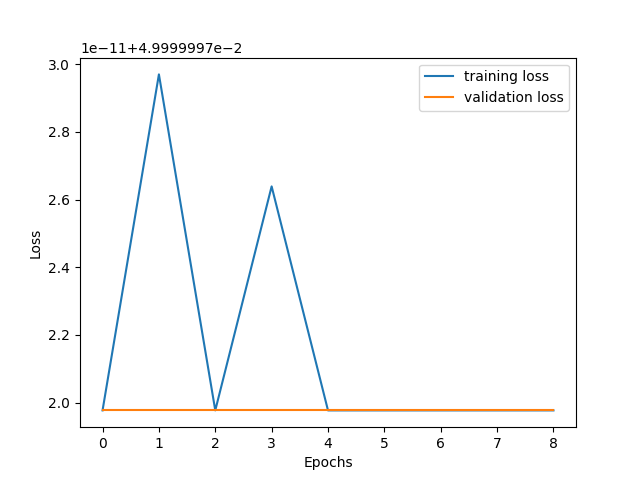 1e−11+4.9999997e−2
3.0
2.8
2.6
2.4
2.2
2.0
Loss
training loss
validation loss
0 1 2 3 4 5 6 7 8
Epochs